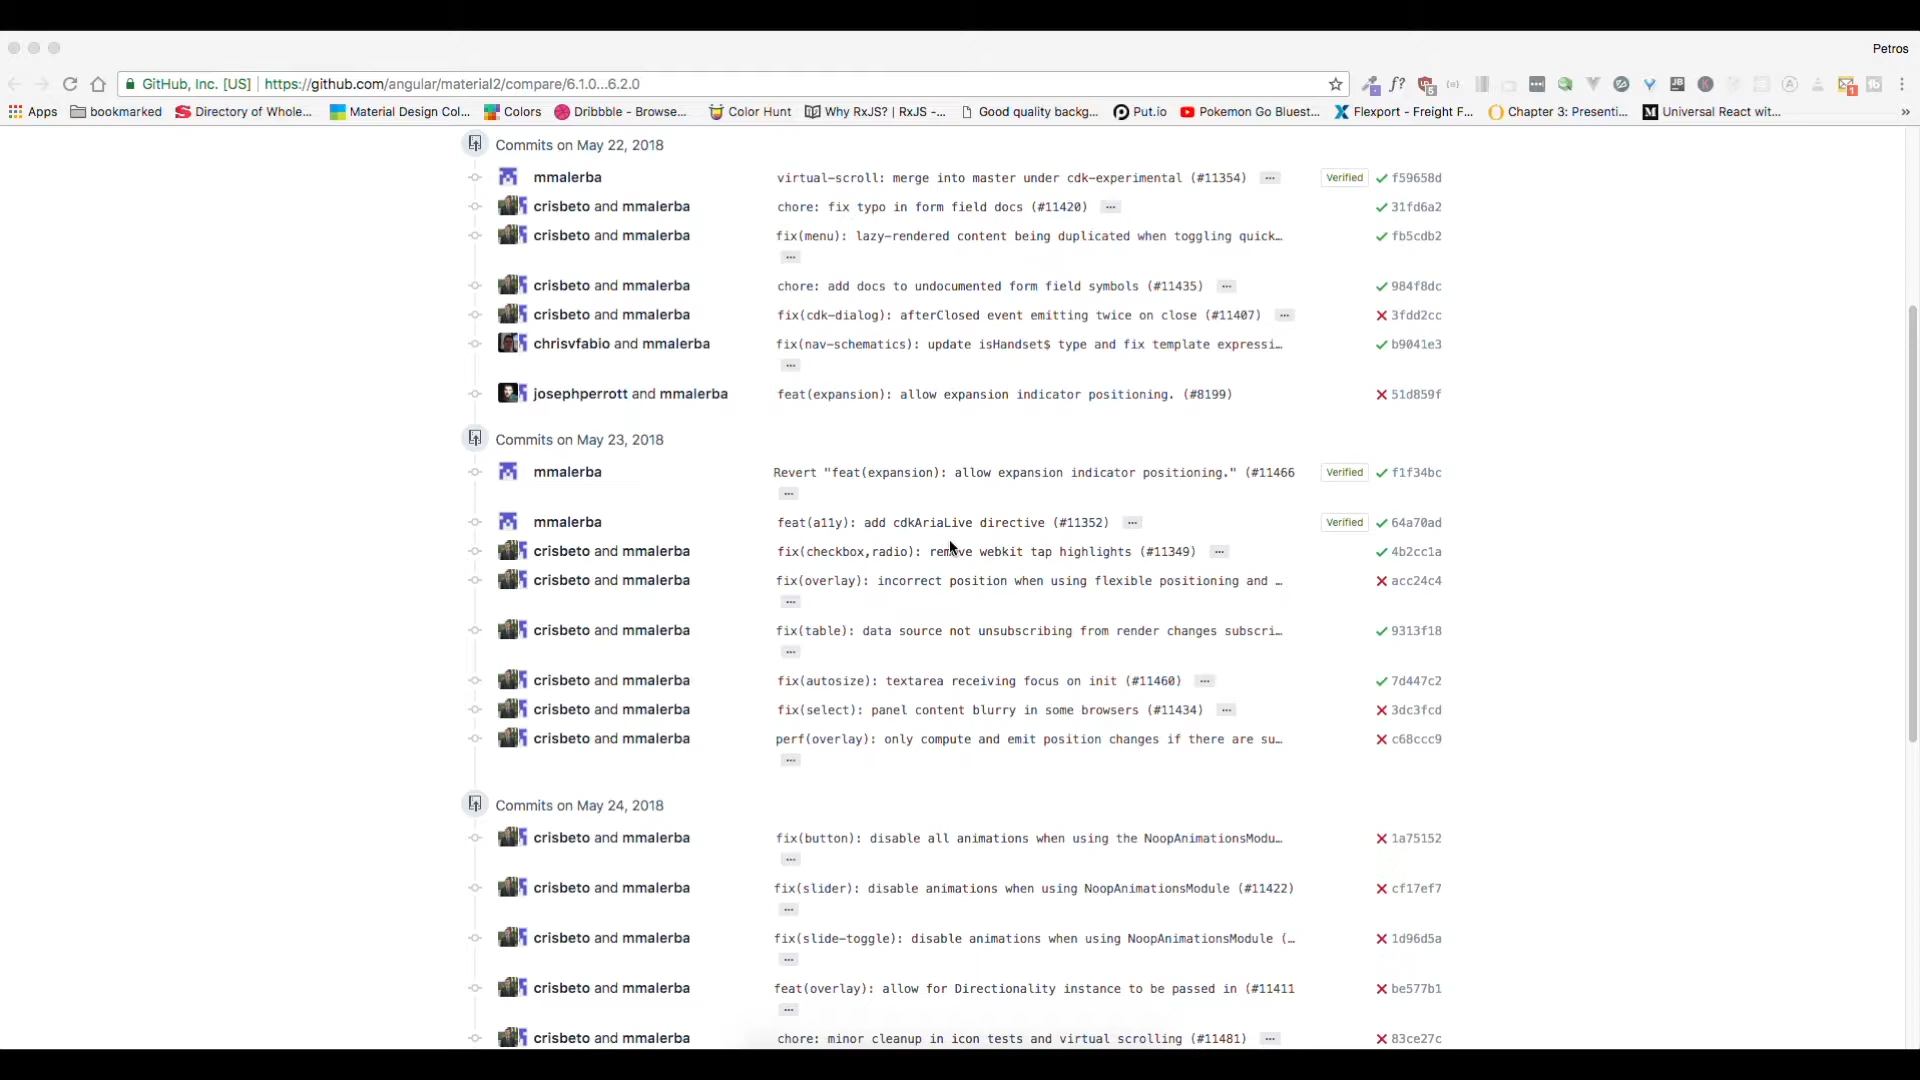 Petros
GitHub, Inc. [US] https://github.com/angular/material2/compare/6.1.0...6.2.0
Apps bookmarked Directory of Whole... Material Design Col... Colors Dribbble - Browse... Color Hunt Why RxJS? | RxJS -... Good quality backg... Put.io Pokemon Go Bluest... Flexport - Freight F... Chapter 3: Presenti... Universal React wit... »
Commits on May 22, 2018
mmalerba virtual-scroll: merge into master under cdk-experimental (#11354) … Verified f59658d
crisbeto and mmalerba chore: fix typo in form field docs (#11420) … 31fd6a2
crisbeto and mmalerba fix(menu): lazy-rendered content being duplicated when toggling quick… fb5cdb2
…
crisbeto and mmalerba chore: add docs to undocumented form field symbols (#11435) … 984f8dc
crisbeto and mmalerba fix(cdk-dialog): afterClosed event emitting twice on close (#11407) … 3fdd2cc
chrisvfabio and mmalerba fix(nav-schematics): update isHandset$ type and fix template expressi… b9041e3
…
josephperrott and mmalerba feat(expansion): allow expansion indicator positioning. (#8199) 51d859f
Commits on May 23, 2018
mmalerba Revert "feat(expansion): allow expansion indicator positioning." (#11466 Verified f1f34bc
…
mmalerba feat(a11y): add cdkAriaLive directive (#11352) … Verified 64a70ad
crisbeto and mmalerba fix(checkbox,radio): remove webkit tap highlights (#11349) … 4b2cc1a
crisbeto and mmalerba fix(overlay): incorrect position when using flexible positioning and … acc24c4
…
crisbeto and mmalerba fix(table): data source not unsubscribing from render changes subscri… 9313f18
…
crisbeto and mmalerba fix(autosize): textarea receiving focus on init (#11460) … 7d447c2
crisbeto and mmalerba fix(select): panel content blurry in some browsers (#11434) … 3dc3fcd
crisbeto and mmalerba perf(overlay): only compute and emit position changes if there are su… c68ccc9
…
Commits on May 24, 2018
crisbeto and mmalerba fix(button): disable all animations when using the NoopAnimationsModu… 1a75152
…
crisbeto and mmalerba fix(slider): disable animations when using NoopAnimationsModule (#11422) cf17ef7
…
crisbeto and mmalerba fix(slide-toggle): disable animations when using NoopAnimationsModule (… 1d96d5a
…
crisbeto and mmalerba feat(overlay): allow for Directionality instance to be passed in (#11411 be577b1
…
crisbeto and mmalerba chore: minor cleanup in icon tests and virtual scrolling (#11481) … 83ce27c